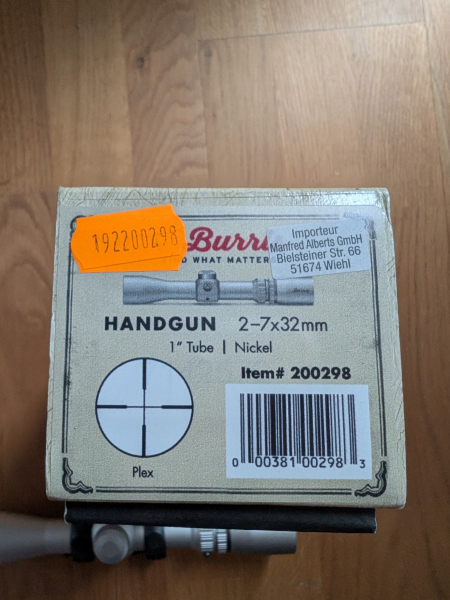 192200298
Burr
Importeur
Manfred Alberts GmbH
Bielsteiner Str. 66
51674 Wiehl
WHAT MATTER
HANDGUN 2-7x32mm
1" Tube | Nickel
Item# 200298
Plex
0 00381 00298 3